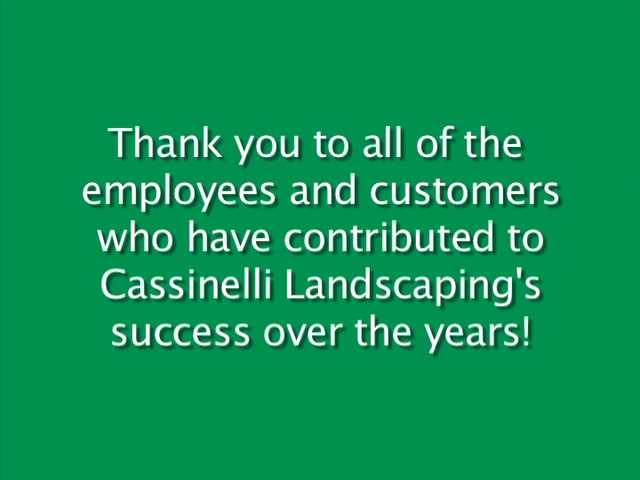 Thank you to all of the
employees and customers
who have contributed to
Cassinelli Landscaping's
success over the years!